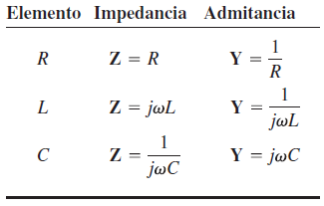 Elemento Impedancia Admitancia
R Z = R Y = 1/R
L Z = jωL Y = 1/jωL
C Z = 1/jωC Y = jωC